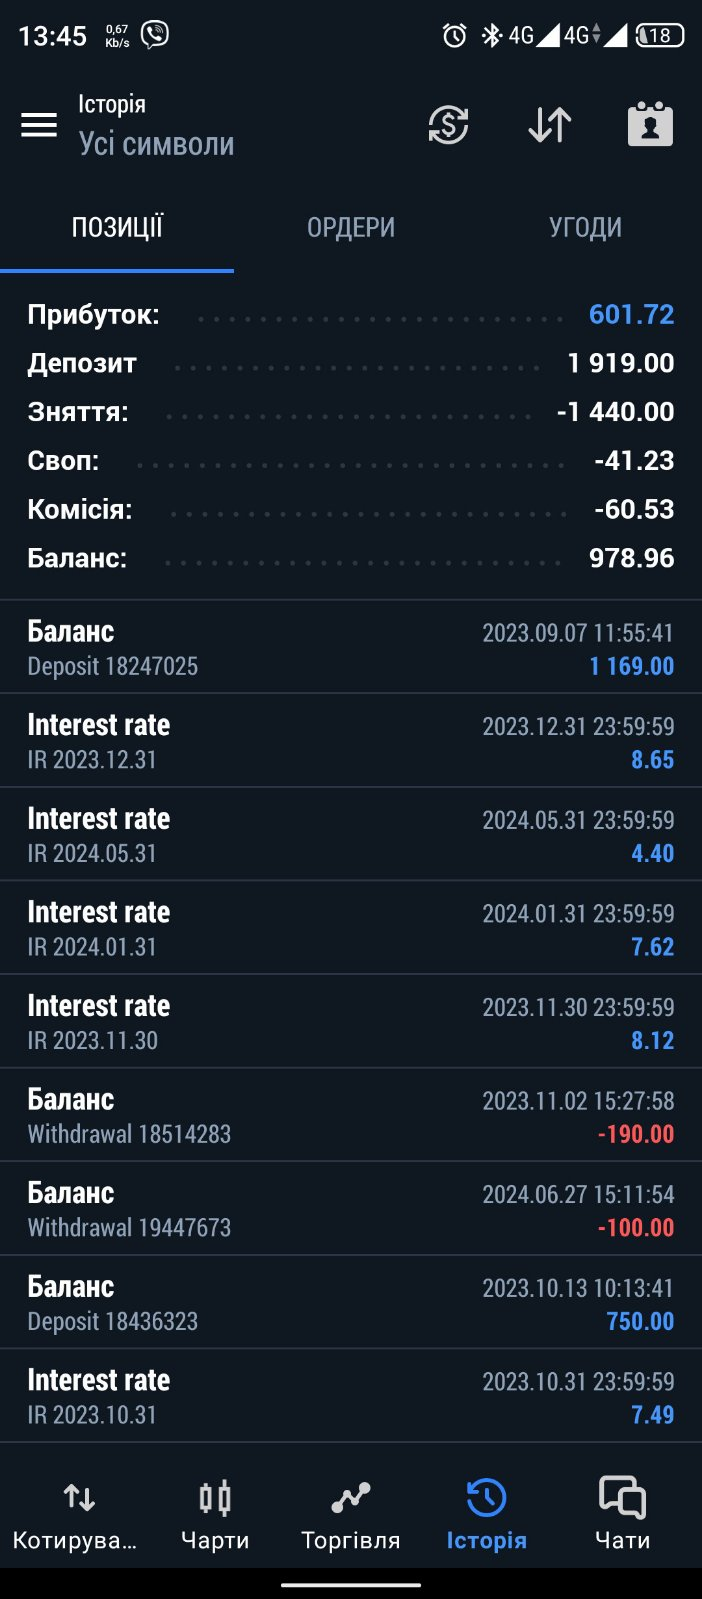 13:45 0,67 Kb/s 4G 4G 18
Історія
Усі символи
ПОЗИЦІЇ ОРДЕРИ УГОДИ
Прибуток: 601.72
Депозит 1 919.00
Зняття: -1 440.00
Своп: -41.23
Комісія: -60.53
Баланс: 978.96
Баланс 2023.09.07 11:55:41
Deposit 18247025 1 169.00
Interest rate 2023.12.31 23:59:59
IR 2023.12.31 8.65
Interest rate 2024.05.31 23:59:59
IR 2024.05.31 4.40
Interest rate 2024.01.31 23:59:59
IR 2024.01.31 7.62
Interest rate 2023.11.30 23:59:59
IR 2023.11.30 8.12
Баланс 2023.11.02 15:27:58
Withdrawal 18514283 -190.00
Баланс 2024.06.27 15:11:54
Withdrawal 19447673 -100.00
Баланс 2023.10.13 10:13:41
Deposit 18436323 750.00
Interest rate 2023.10.31 23:59:59
IR 2023.10.31 7.49
Котирува... Чарти Торгівля Історія Чати